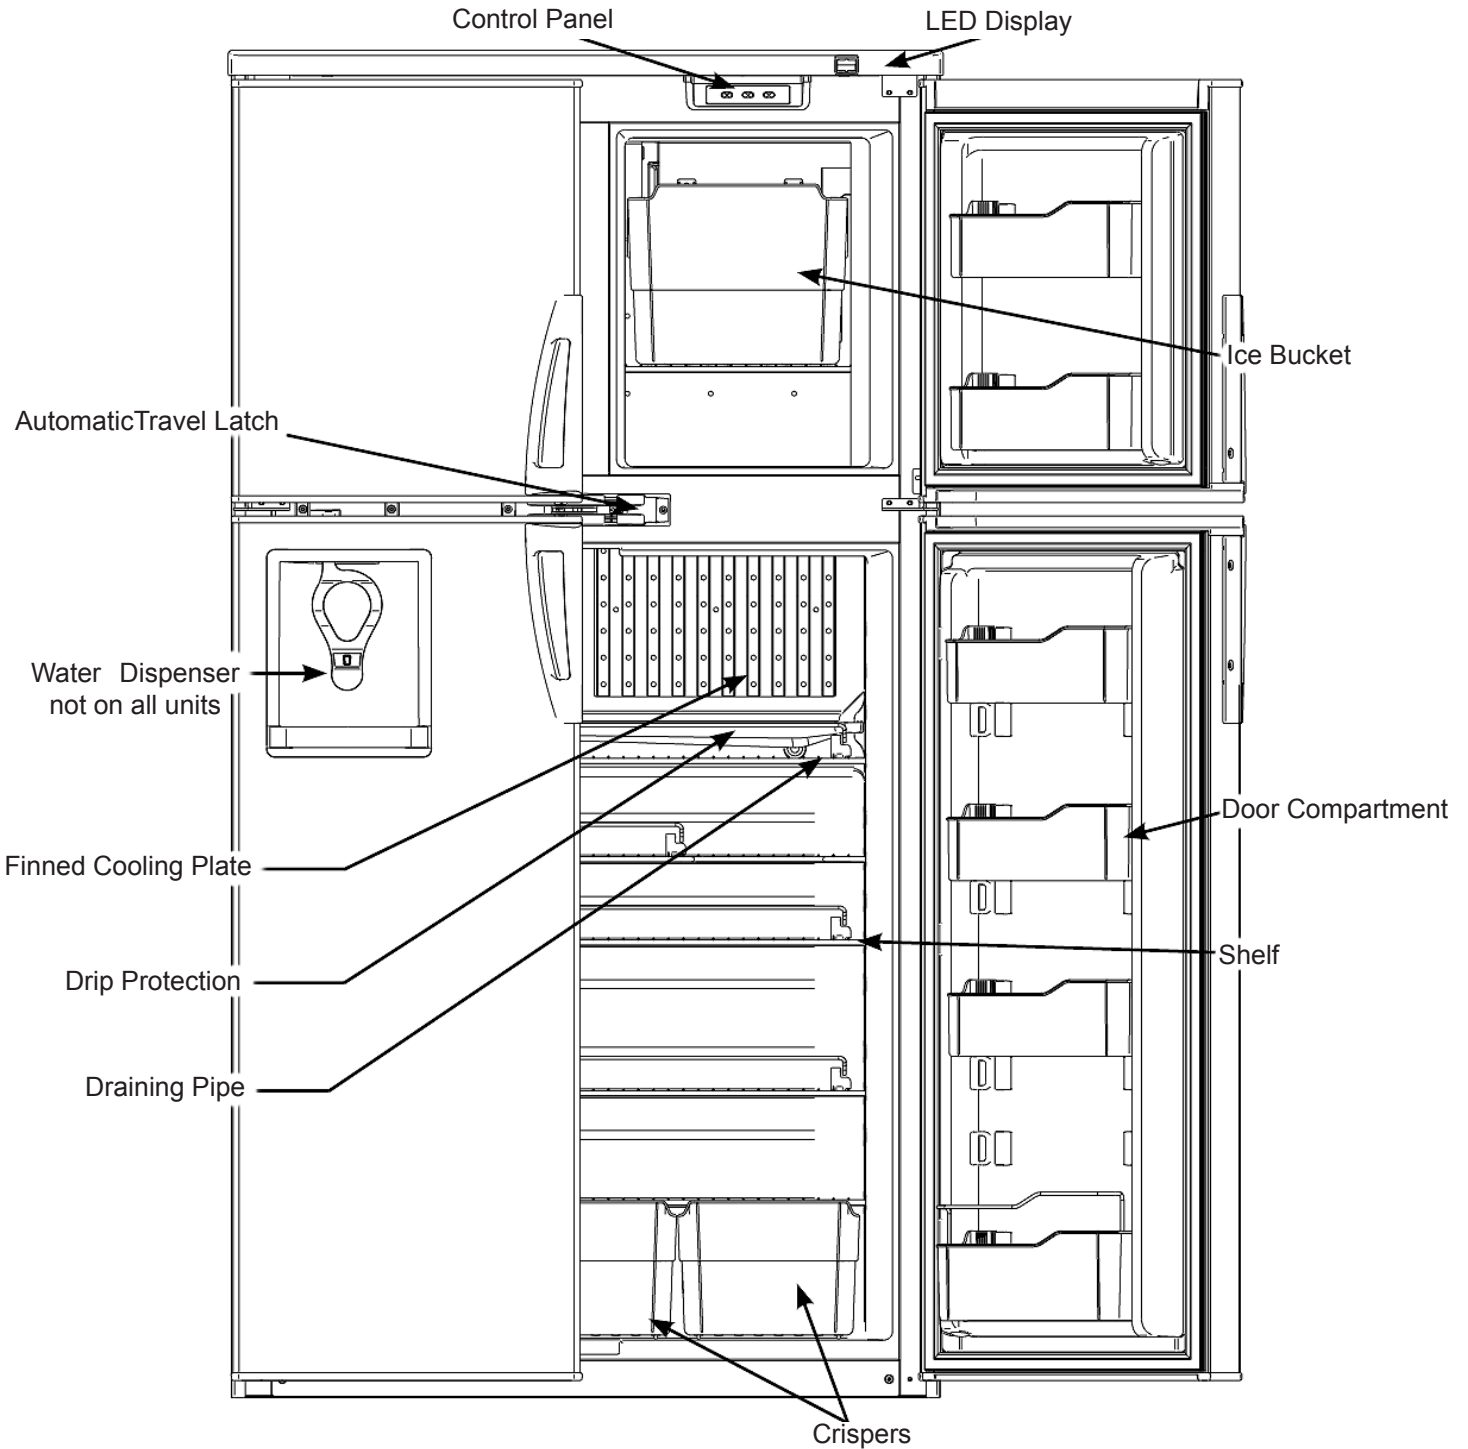 Control Panel
LED Display
Ice Bucket
AutomaticTravel Latch
Water Dispenser
not on all units
Door Compartment
Finned Cooling Plate
Shelf
Drip Protection
Draining Pipe
Crispers